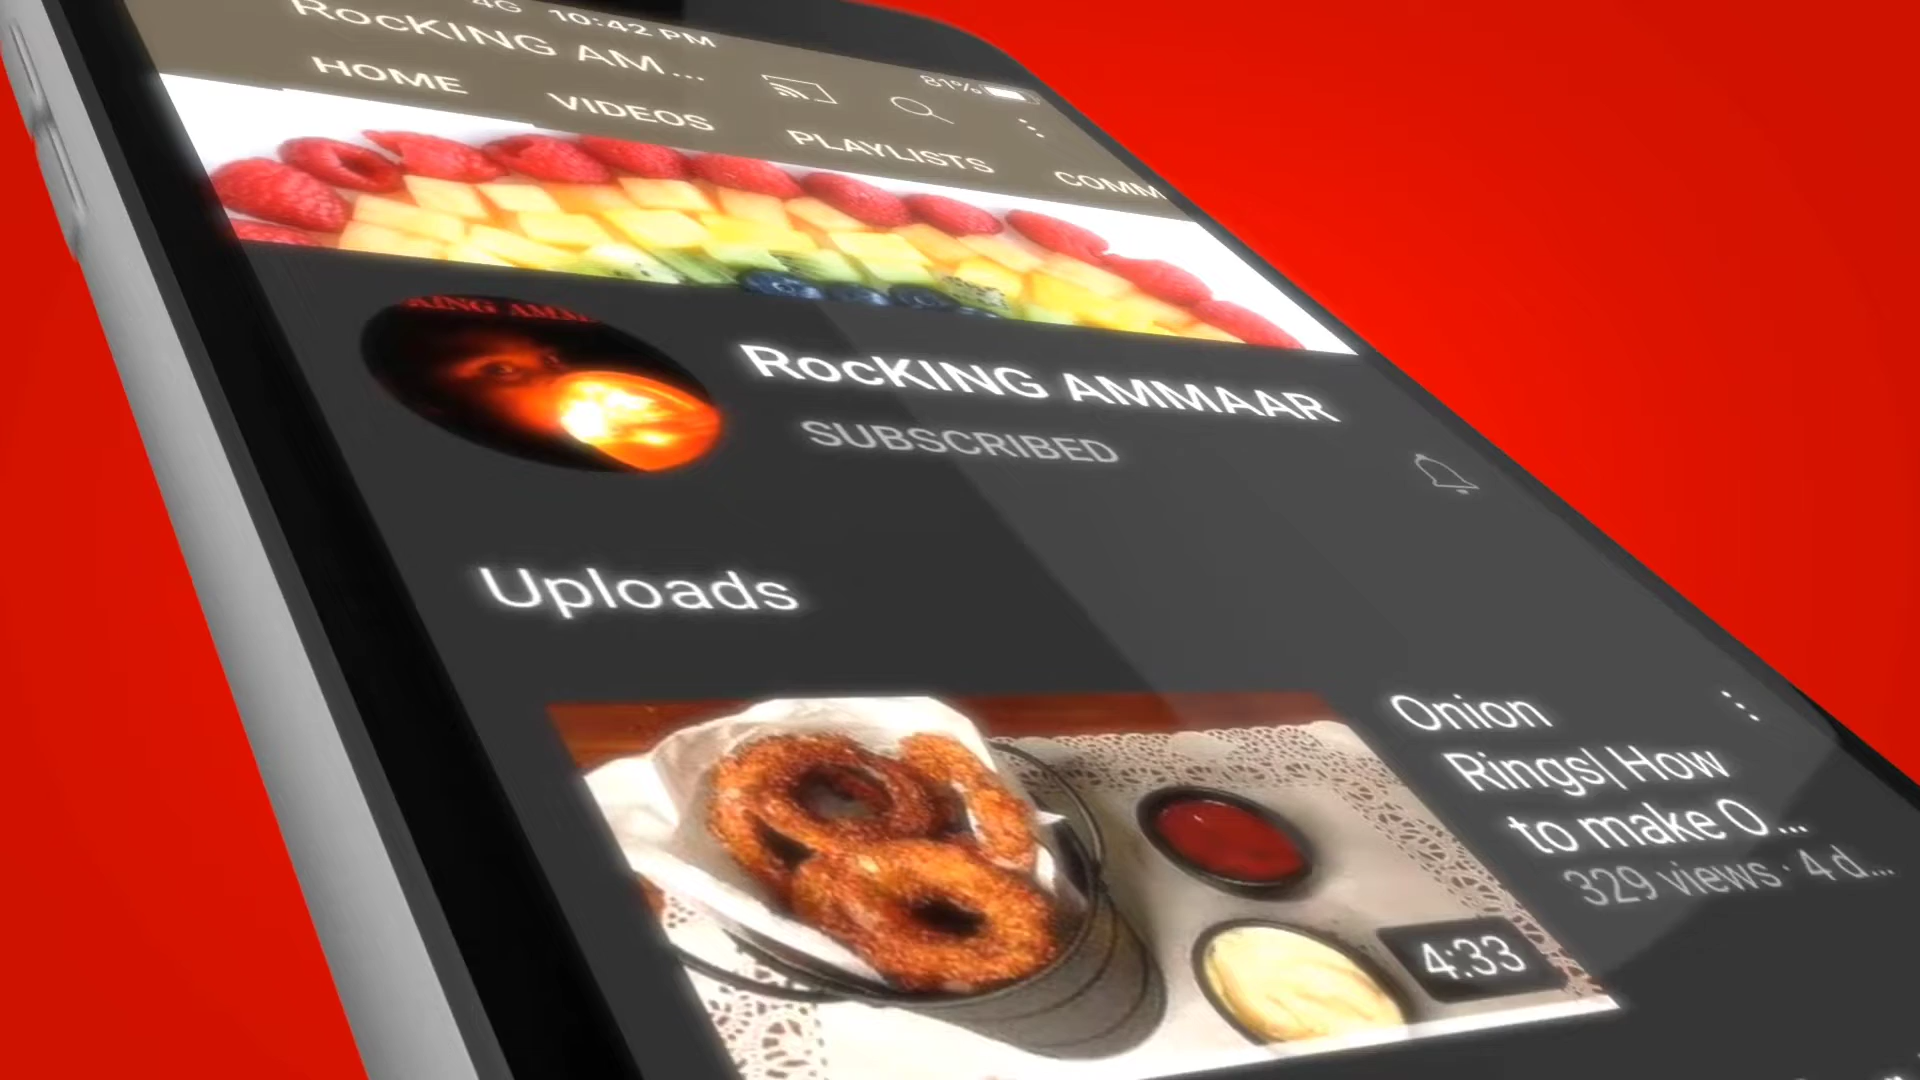 4G 10:42 PM
81%
RocKING AM...
HOME VIDEOS PLAYLISTS COMM
RocKING AMMAAR
SUBSCRIBED
Uploads
Onion
Rings| How
to make O...
329 views · 4 d...
4:33